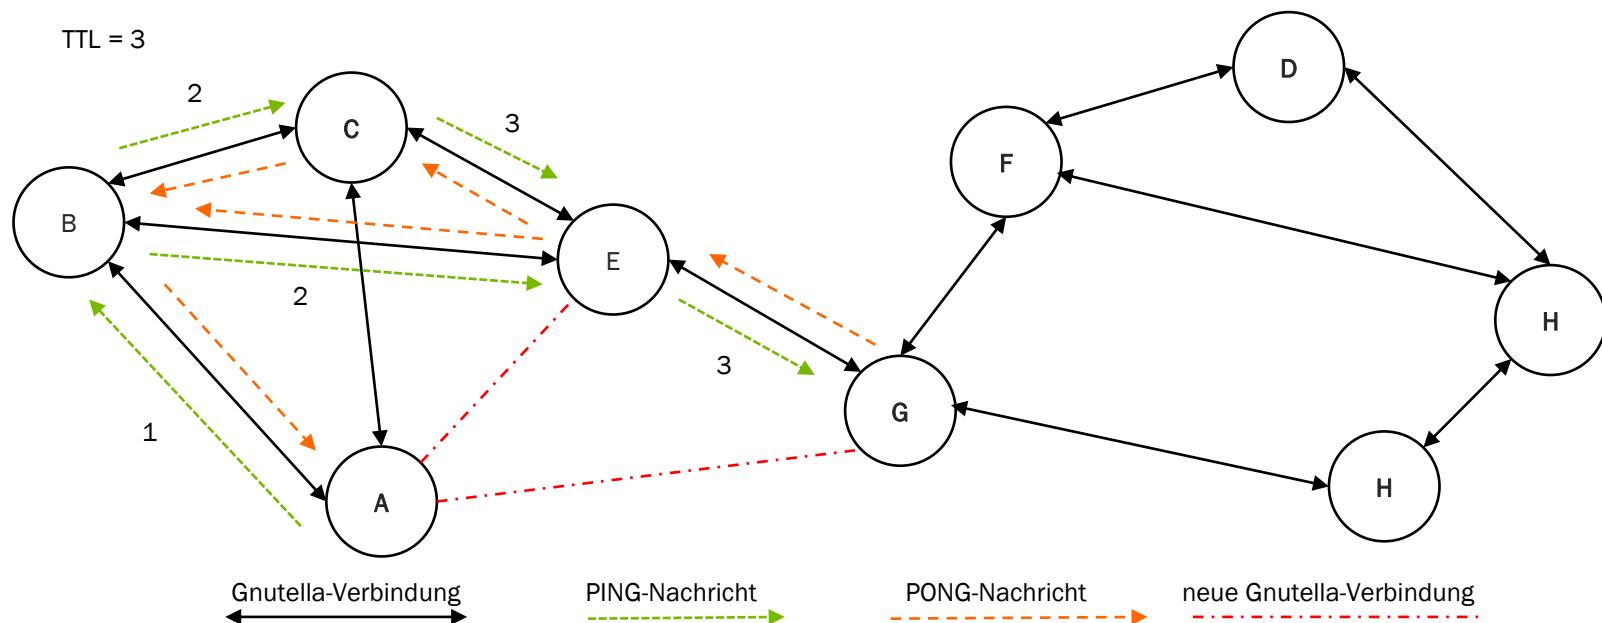 TTL = 3
D
2
C
3
F
B
E
2
H
3
G
1
A
H
Gnutella-Verbindung
PING-Nachricht
PONG-Nachricht
neue Gnutella-Verbindung